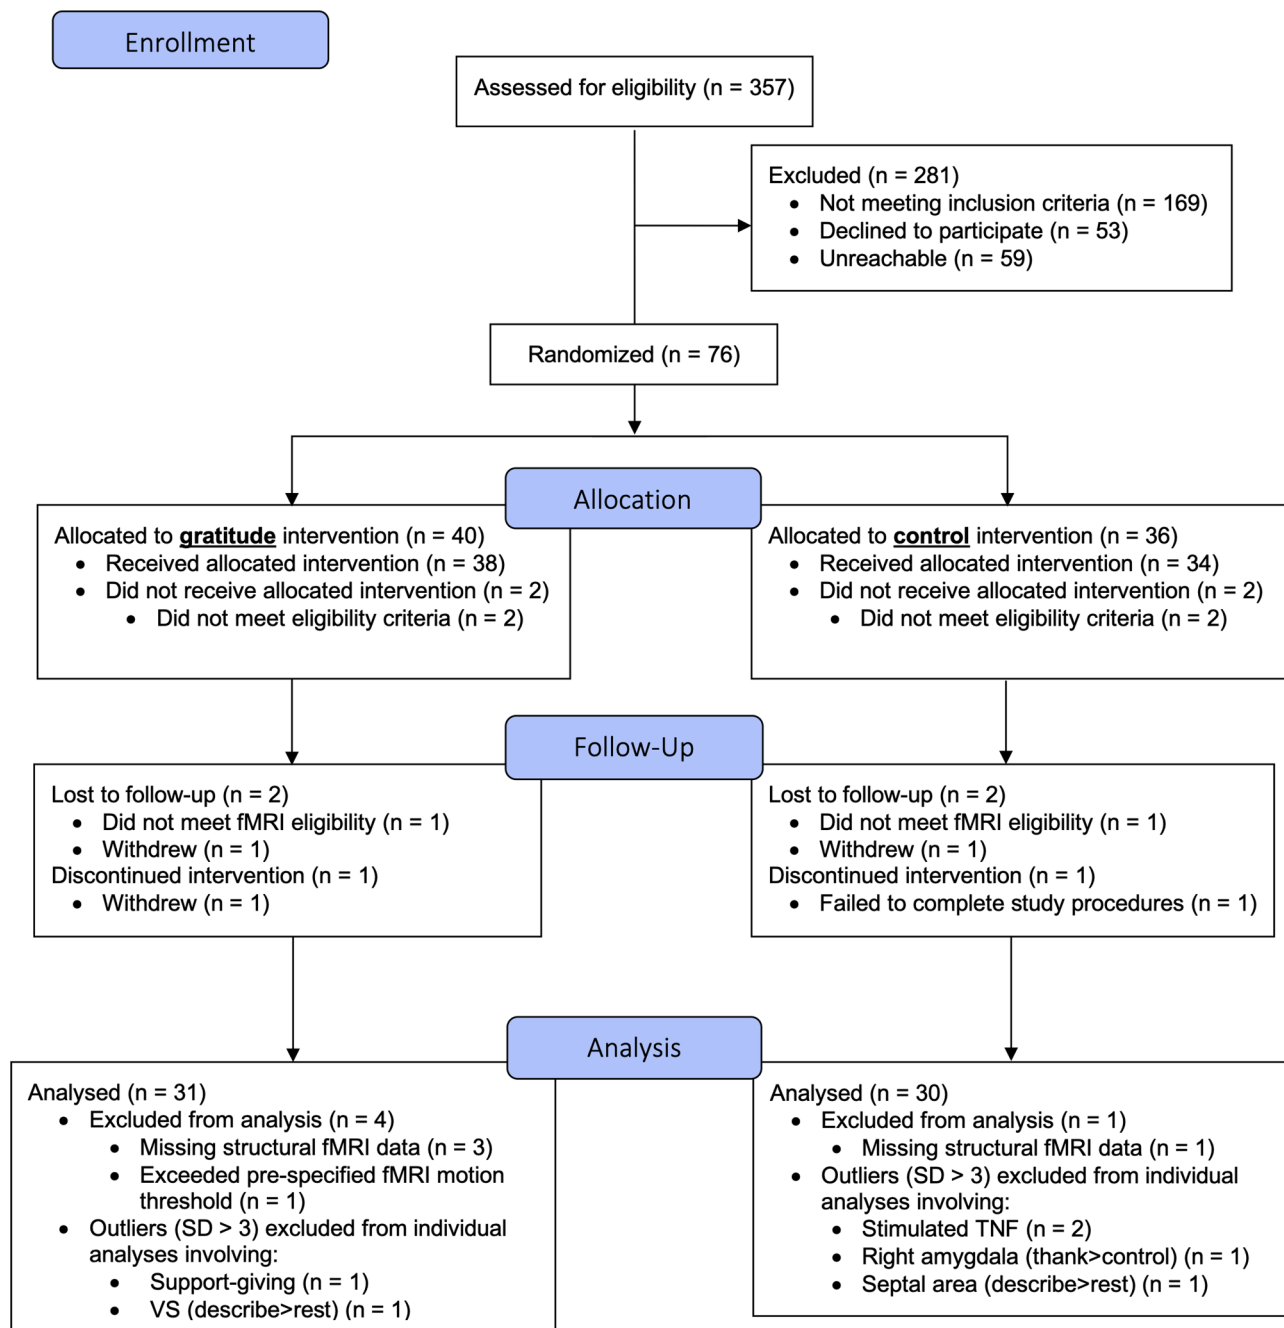 Enrollment
Assessed for eligibility (n = 357)
Excluded (n = 281)
• Not meeting inclusion criteria (n = 169)
• Declined to participate (n = 53)
• Unreachable (n = 59)
Randomized (n = 76)
Allocation
Allocated to gratitude intervention (n = 40)
• Received allocated intervention (n = 38)
• Did not receive allocated intervention (n = 2)
• Did not meet eligibility criteria (n = 2)
Allocated to control intervention (n = 36)
• Received allocated intervention (n = 34)
• Did not receive allocated intervention (n = 2)
• Did not meet eligibility criteria (n = 2)
Follow-Up
Lost to follow-up (n = 2)
• Did not meet fMRI eligibility (n = 1)
• Withdrew (n = 1)
Discontinued intervention (n = 1)
• Withdrew (n = 1)
Lost to follow-up (n = 2)
• Did not meet fMRI eligibility (n = 1)
• Withdrew (n = 1)
Discontinued intervention (n = 1)
• Failed to complete study procedures (n = 1)
Analysis
Analysed (n = 31)
• Excluded from analysis (n = 4)
• Missing structural fMRI data (n = 3)
• Exceeded pre-specified fMRI motion
threshold (n = 1)
• Outliers (SD > 3) excluded from individual
analyses involving:
• Support-giving (n = 1)
• VS (describe>rest) (n = 1)
Analysed (n = 30)
• Excluded from analysis (n = 1)
• Missing structural fMRI data (n = 1)
• Outliers (SD > 3) excluded from individual
analyses involving:
• Stimulated TNF (n = 2)
• Right amygdala (thank>control) (n = 1)
• Septal area (describe>rest) (n = 1)